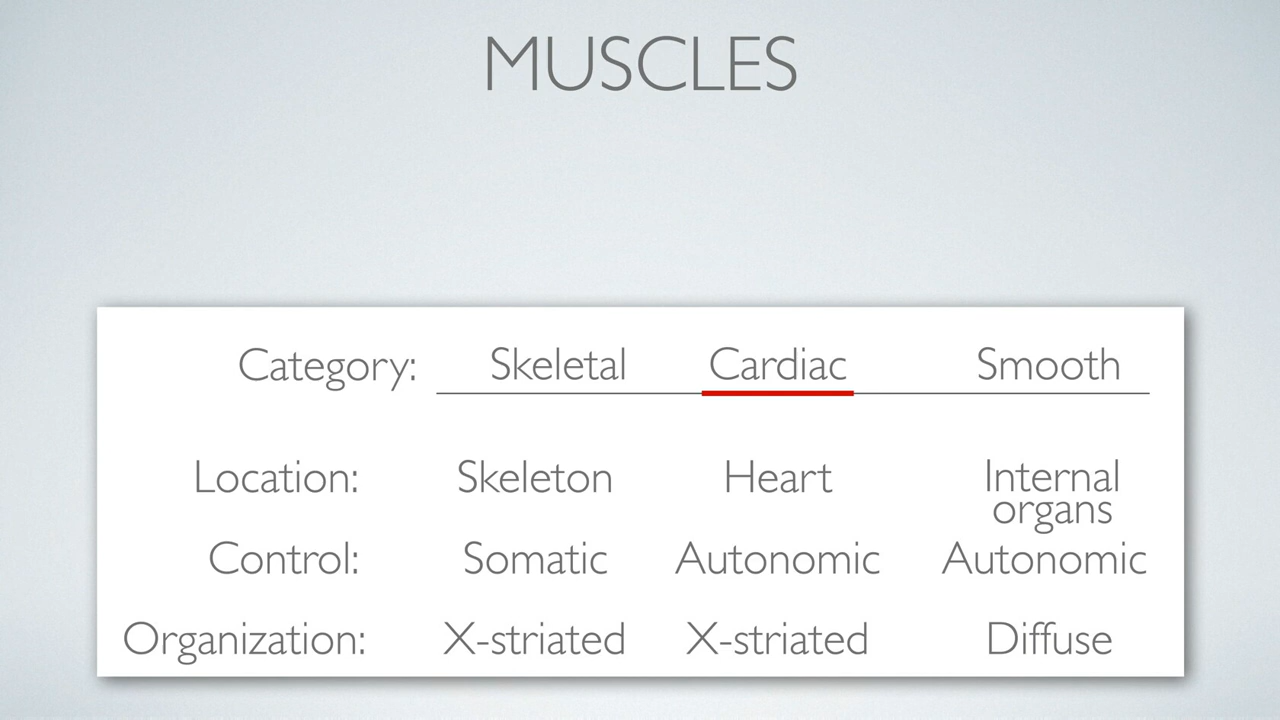 MUSCLES
Category: Skeletal Cardiac Smooth
Location: Skeleton Heart Internal
organs
Control: Somatic Autonomic Autonomic
Organization: X-striated X-striated Diffuse